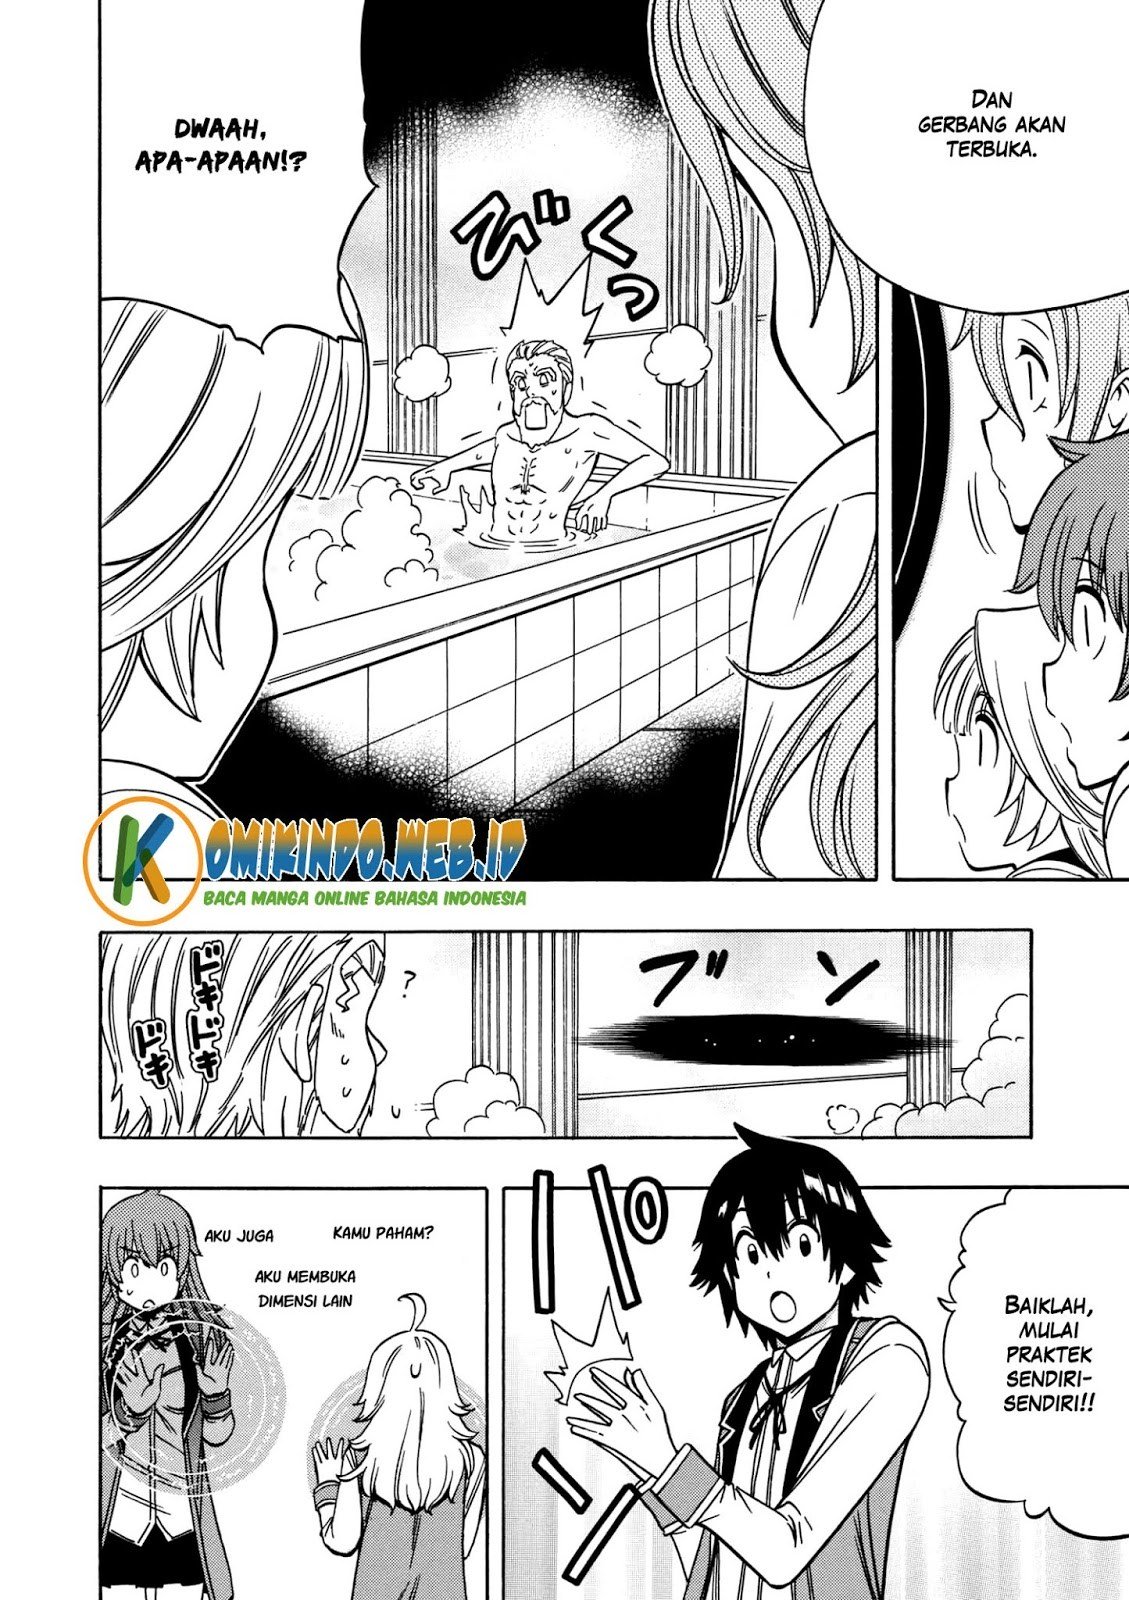 DAN
GERBANG AKAN
TERBUKA.
DWAAH,
APA-APAAN!?
びくっ
KOMIKINDO.WEB.ID
BACA MANGA ONLINE BAHASA INDONESIA
ブン
?
ドキ
ドキ
ドキ
BAIKLAH,
MULAI
PRAKTEK
SENDIRI-
SENDIRI!!
パン
KAMU PAHAM?
AKU JUGA
AKU MEMBUKA
DIMENSI LAIN